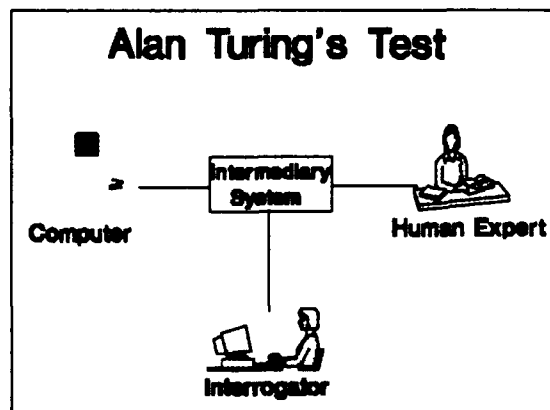 Alan Turing's Test
Intermediary
System
Computer
Human Expert
Interrogator